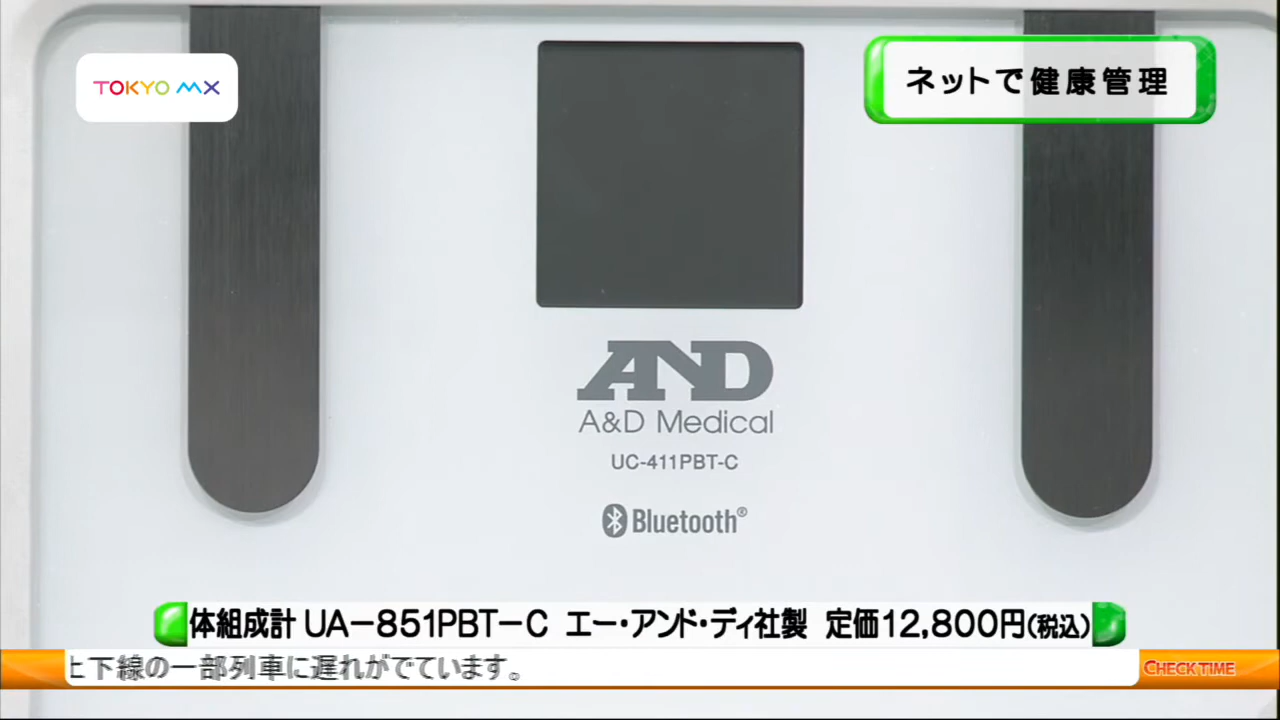 TOKYO MX
ネットで健康管理
AND
A&D Medical
UC-411PBT-C
Bluetooth®
体組成計 UA-851PBT-C エー・アンド・ディ社製 定価12,800円(税込)
上下線の一部列車に遅れがでています。
CHECK TIME